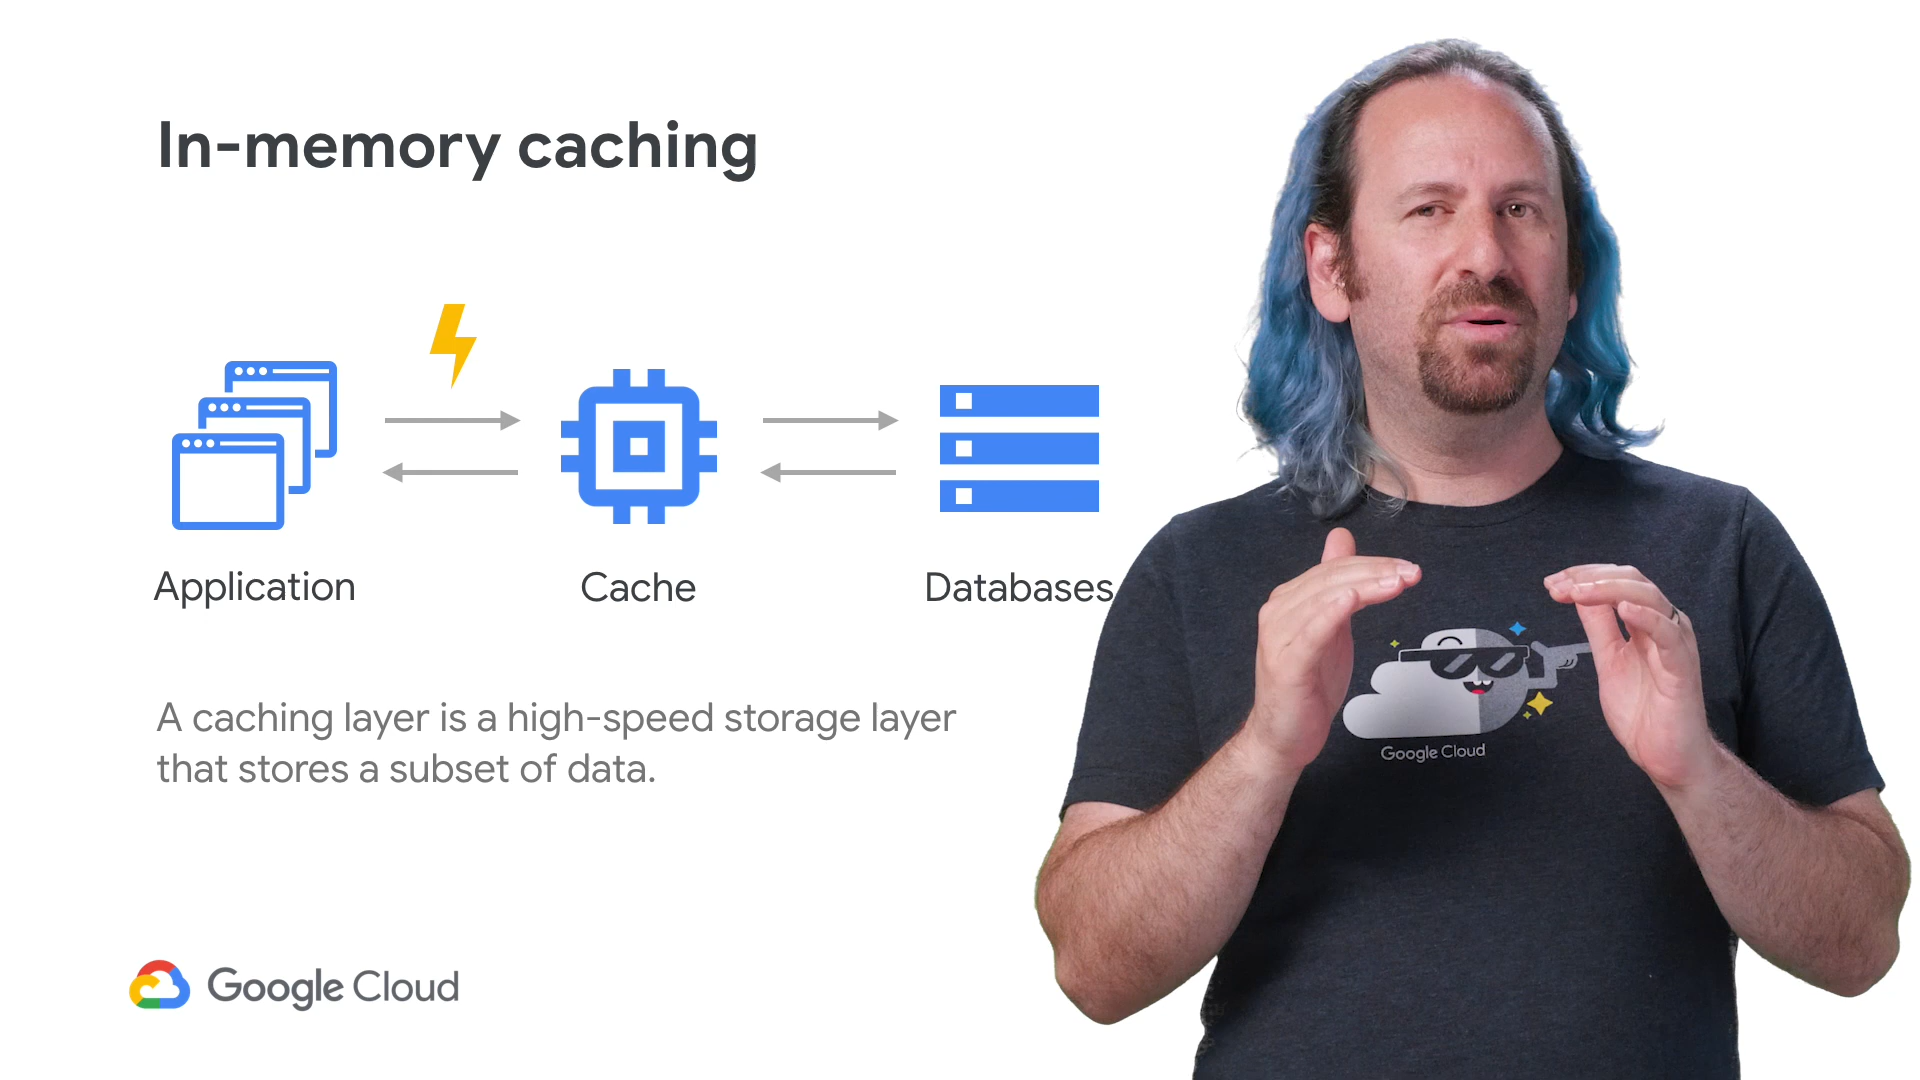 In-memory caching
Application
Cache
Databases
A caching layer is a high-speed storage layer
that stores a subset of data.
Google Cloud
Google Cloud